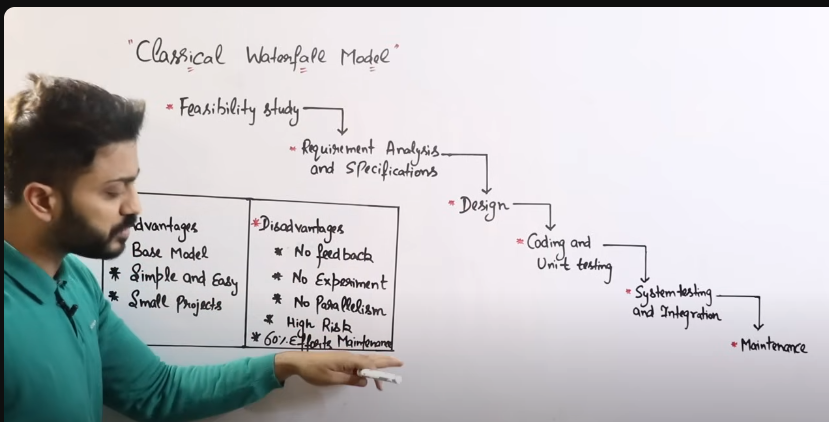 "Classical Waterfall Model"
* Feasibility study
* Requirement Analysis
and Specifications
* Design
* Coding and
Unit testing
* System testing
and Integration
* Maintenance
dvantages
Base Model
* Simple and Easy
* Small Projects
* Disadvantages
* No feedback
* No Experiment
* No Parallelism
* High Risk
* 60% Efforts Maintenance